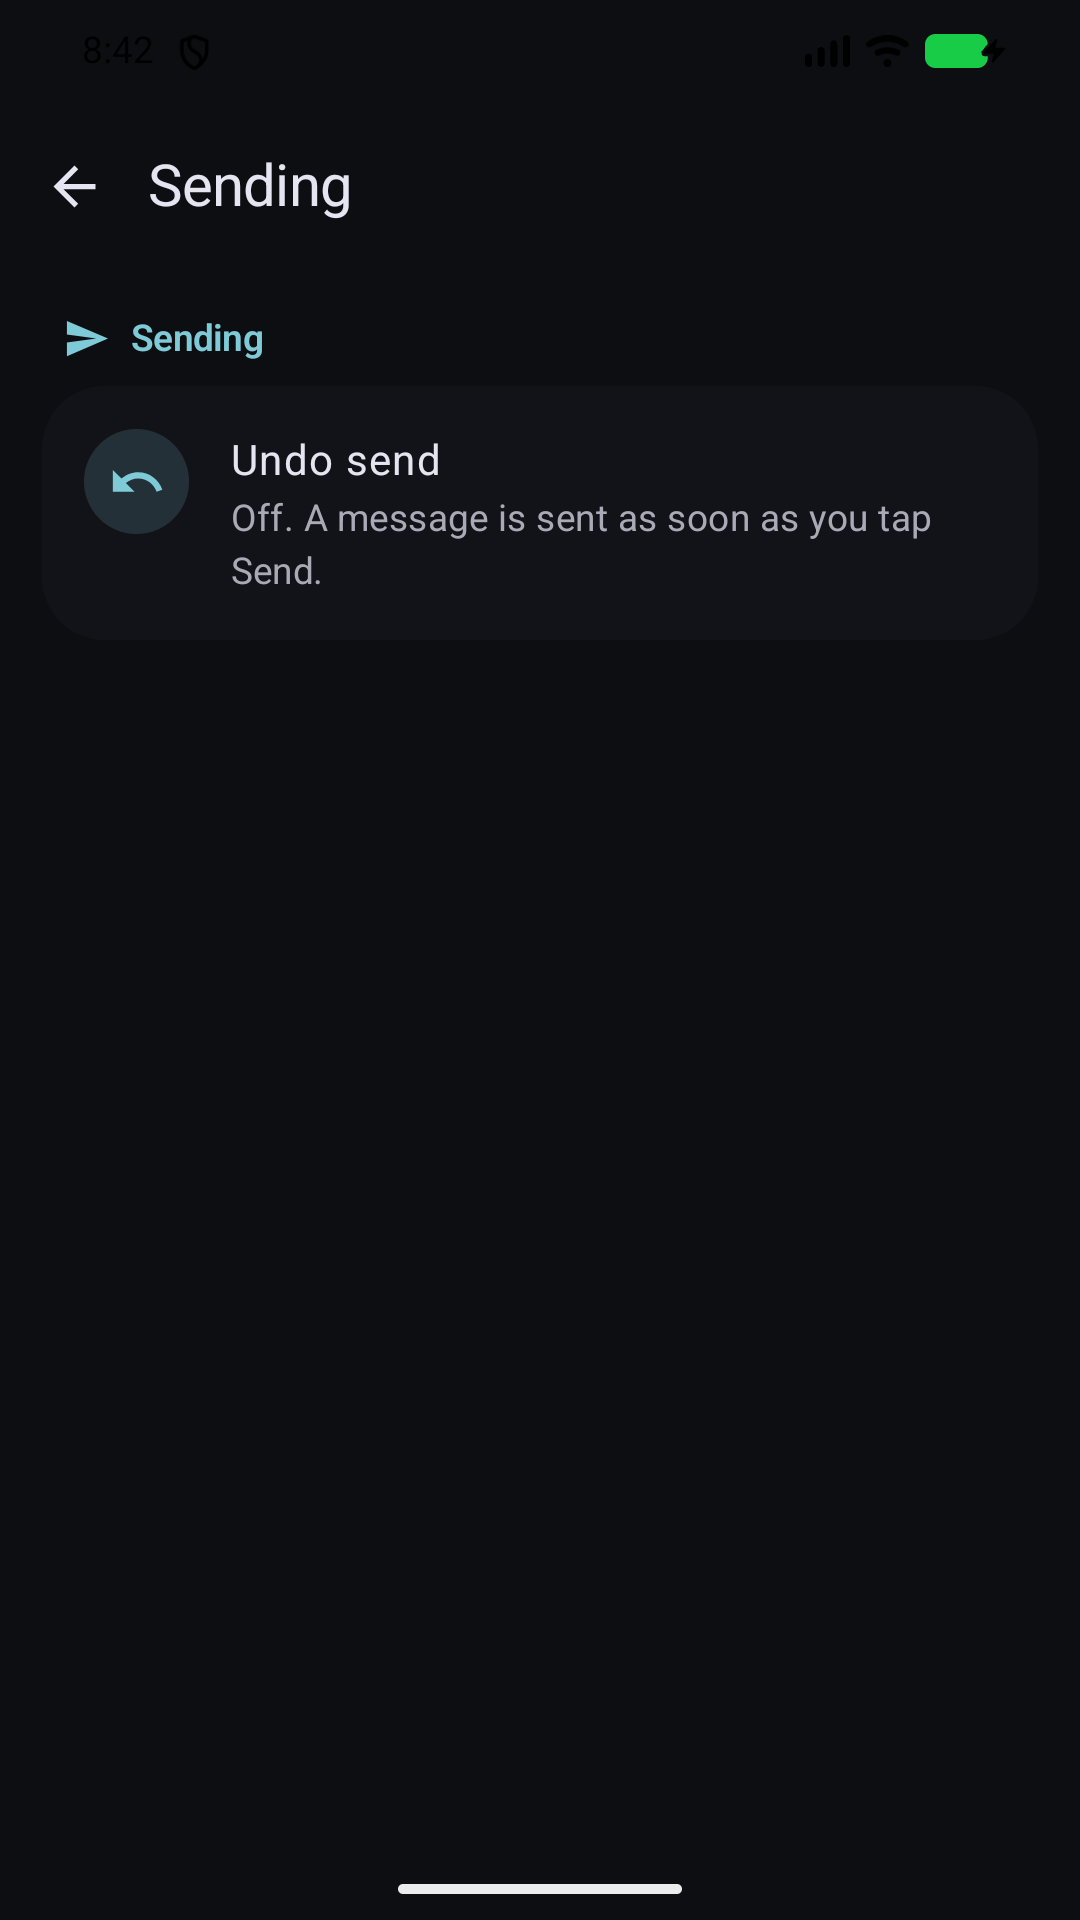 8:42
Sending
Sending
Undo send
Off. A message is sent as soon as you tap
Send.